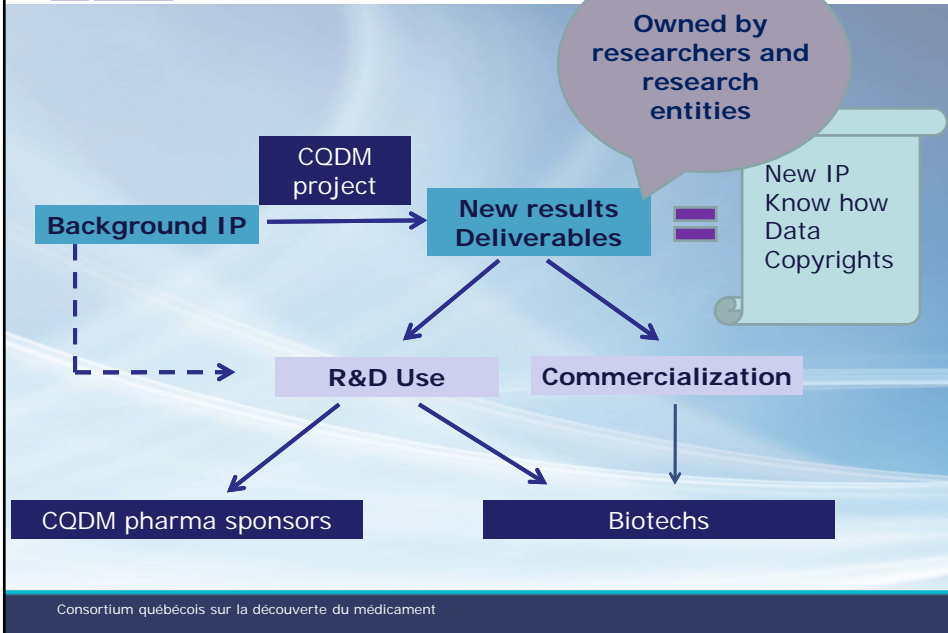 Owned by
researchers and
research
entities
CQDM
project
Background IP
New results
Deliverables
New IP
Know how
Data
Copyrights
R&D Use
Commercialization
CQDM pharma sponsors
Biotechs
Consortium québécois sur la découverte du médicament